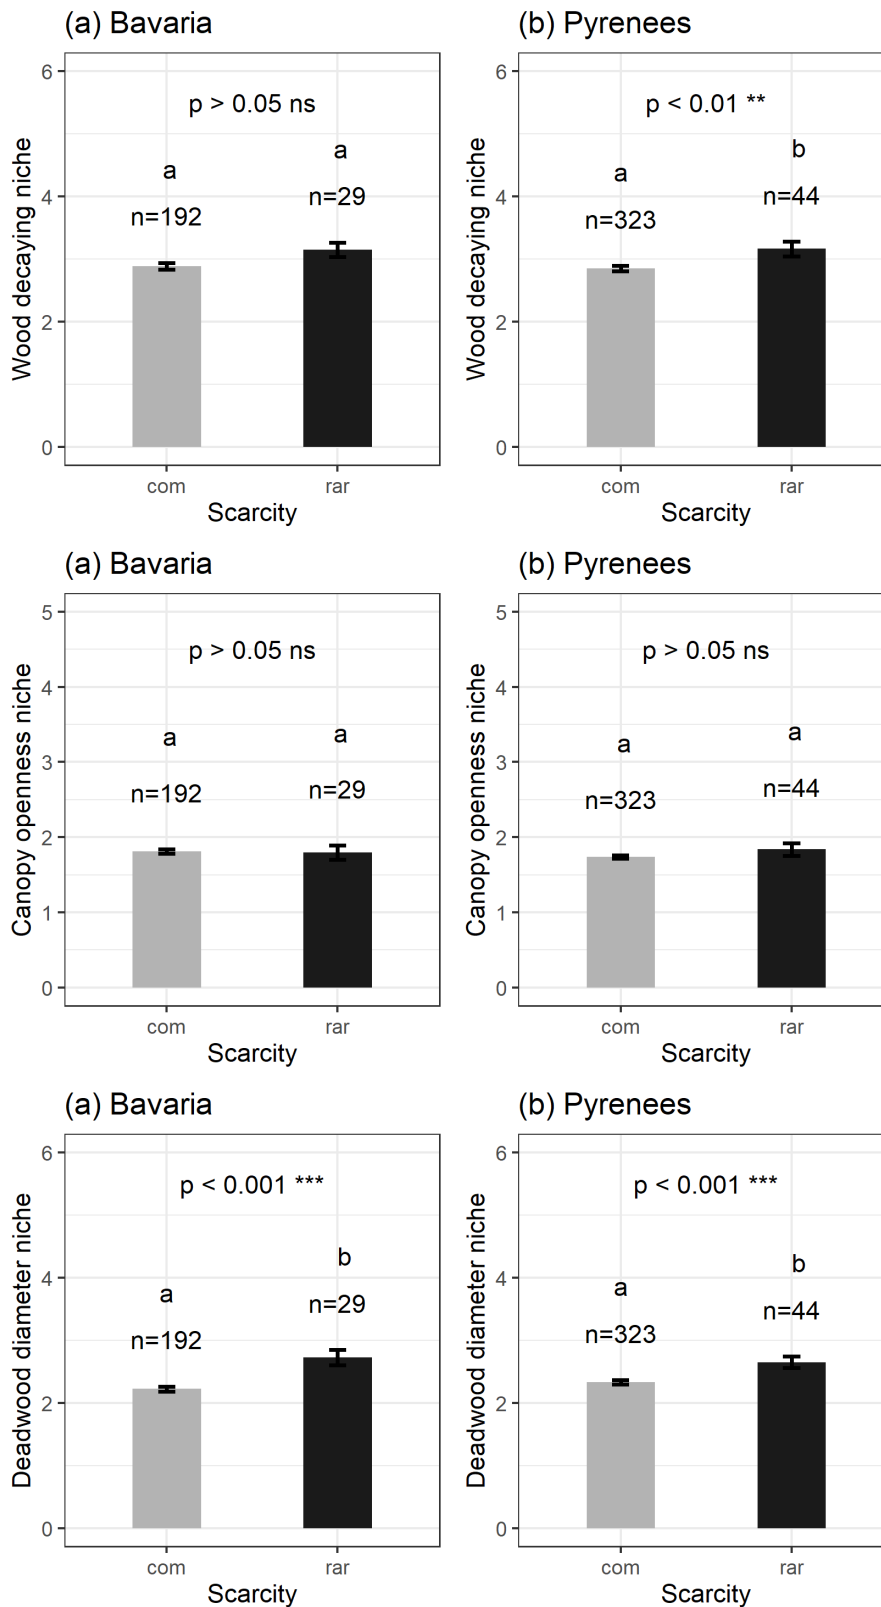 (a) Bavaria
Wood decaying niche
6
4
2
0
p > 0.05 ns
a
a
n=192
n=29
com
rar
Scarcity
(b) Pyrenees
Wood decaying niche
6
4
2
0
p < 0.01 **
a
b
n=323
n=44
com
rar
Scarcity
(a) Bavaria
Canopy openness niche
5
4
3
2
1
0
p > 0.05 ns
a
a
n=192
n=29
com
rar
Scarcity
(b) Pyrenees
Canopy openness niche
5
4
3
2
1
0
p > 0.05 ns
a
a
n=323
n=44
com
rar
Scarcity
(a) Bavaria
Deadwood diameter niche
6
4
2
0
p < 0.001 ***
a
b
n=192
n=29
com
rar
Scarcity
(b) Pyrenees
Deadwood diameter niche
6
4
2
0
p < 0.001 ***
a
b
n=323
n=44
com
rar
Scarcity